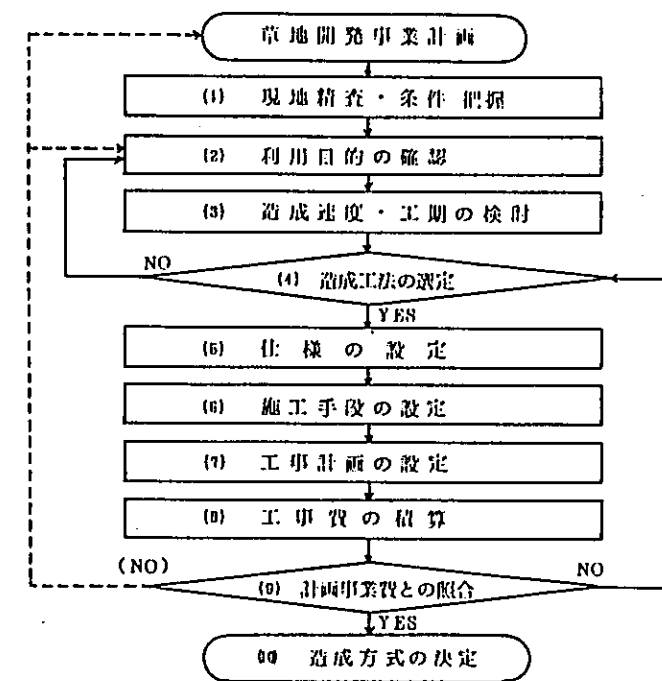 草地開発事業計画
(1) 現地精査・条件把握
(2) 利用目的の確認
(3) 造成速度・工期の検討
NO
(4) 造成工法の選定
YES
(5) 仕様の設定
(6) 施工手段の設定
(7) 工事計画の設定
(8) 工事費の積算
(NO)
(9) 計画事業費との照合
NO
YES
(10) 造成方式の決定